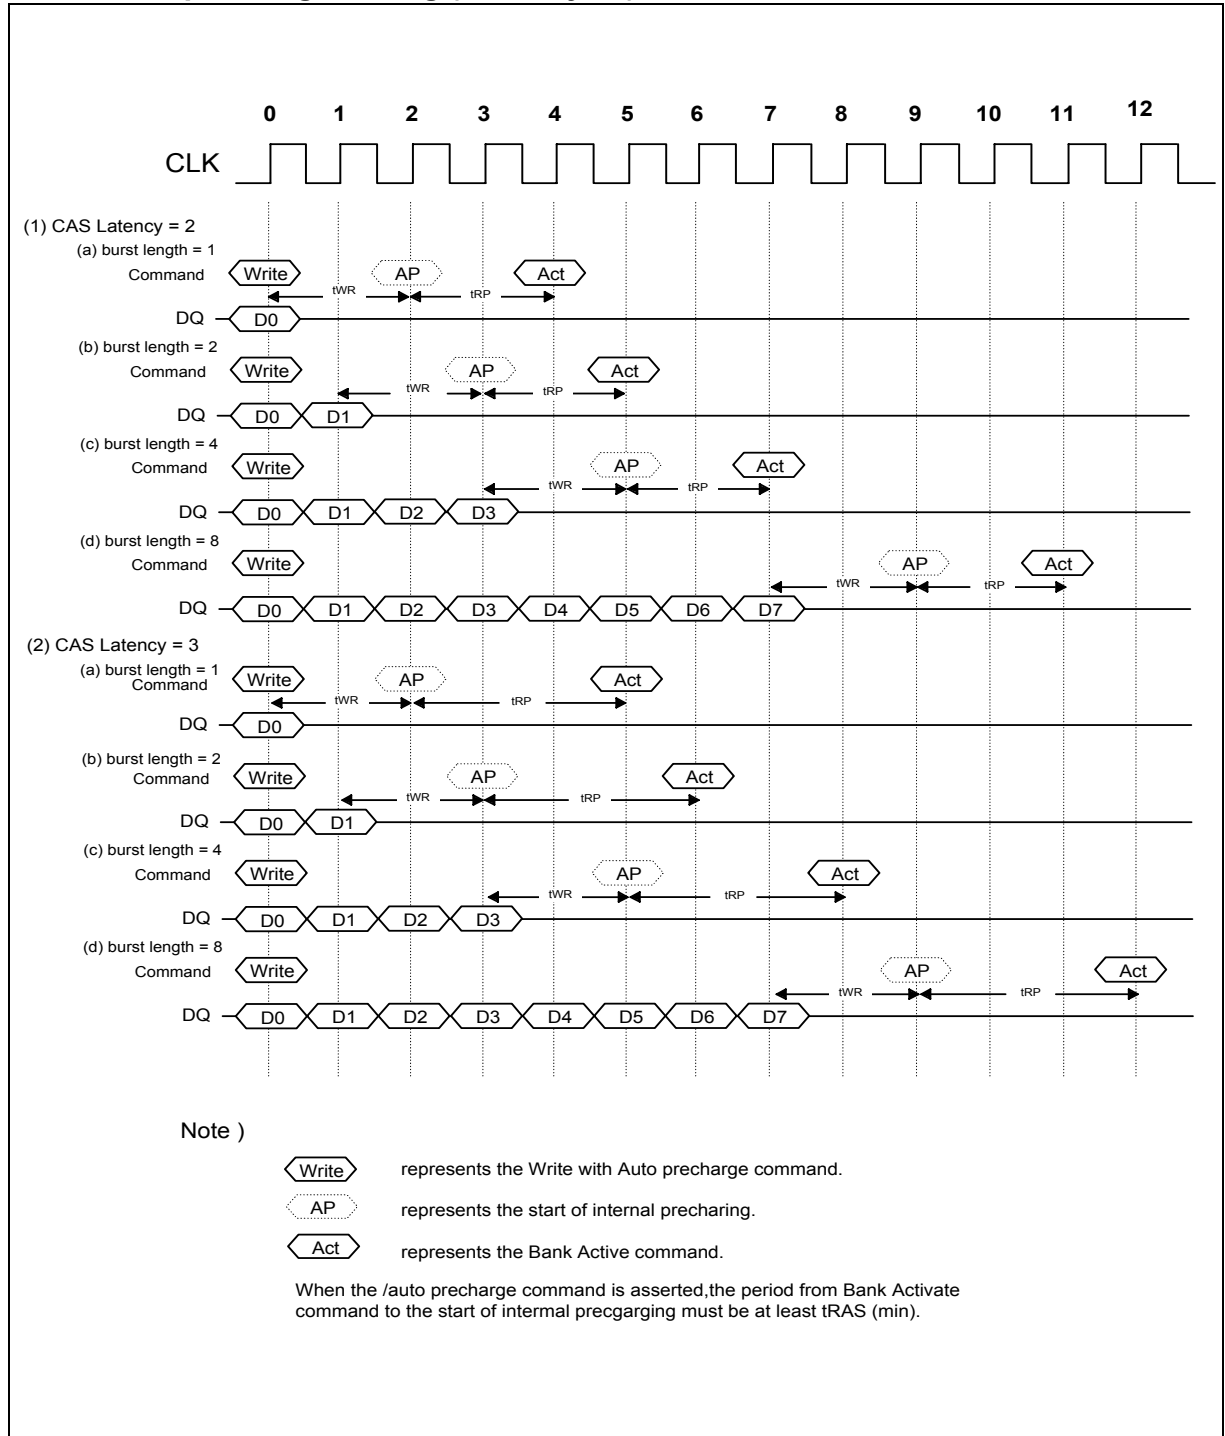 0 1 2 3 4 5 6 7 8 9 10 11 12
CLK
(1) CAS Latency = 2
(a) burst length = 1
Command Write AP Act
tWR tRP
DQ D0
(b) burst length = 2
Command Write AP Act
tWR tRP
DQ D0 D1
(c) burst length = 4
Command Write AP Act
tWR tRP
DQ D0 D1 D2 D3
(d) burst length = 8
Command Write AP Act
tWR tRP
DQ D0 D1 D2 D3 D4 D5 D6 D7
(2) CAS Latency = 3
(a) burst length = 1
Command Write AP Act
tWR tRP
DQ D0
(b) burst length = 2
Command Write AP Act
tWR tRP
DQ D0 D1
(c) burst length = 4
Command Write AP Act
tWR tRP
DQ D0 D1 D2 D3
(d) burst length = 8
Command Write AP Act
tWR tRP
DQ D0 D1 D2 D3 D4 D5 D6 D7
Note )
Write represents the Write with Auto precharge command.
AP represents the start of internal precharing.
Act represents the Bank Active command.
When the /auto precharge command is asserted,the period from Bank Activate
command to the start of intermal precgarging must be at least tRAS (min).